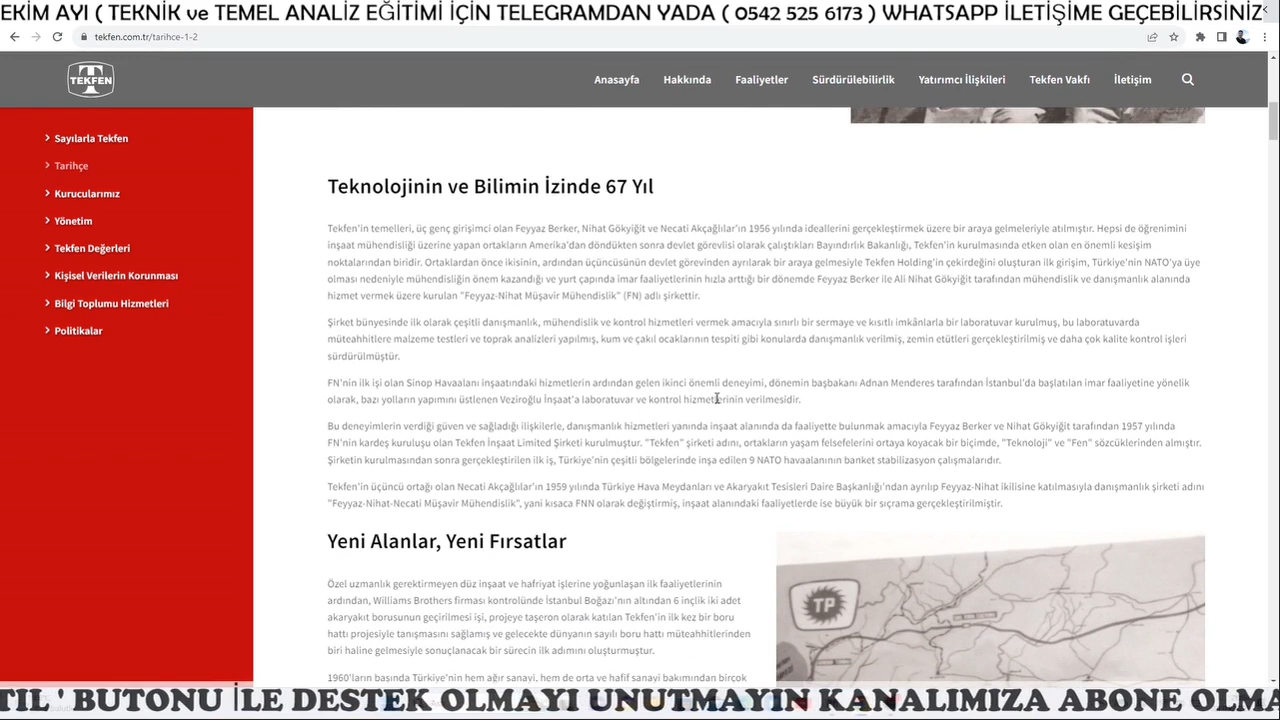 EKİM AYI ( TEKNİK ve TEMEL ANALİZ EĞİTİMİ İÇİN TELEGRAMDAN YADA ( 0542 525 6173 ) WHATSAPP İLETİŞİME GEÇEBİLİRSİNİZ
tekfen.com.tr/tarihce-1-2
TEKFEN
Anasayfa Hakkında Faaliyetler Sürdürülebilirlik Yatırımcı İlişkileri Tekfen Vakfı İletişim
Sayılarla Tekfen
Tarihçe
Kurucularımız
Yönetim
Tekfen Değerleri
Kişisel Verilerin Korunması
Bilgi Toplumu Hizmetleri
Politikalar
Teknolojinin ve Bilimin İzinde 67 Yıl
Tekfen'in temelleri, üç genç girişimci olan Feyyaz Berker, Nihat Gökyiğit ve Necati Akçağlılar'ın 1956 yılında ideallerini gerçekleştirmek üzere bir araya gelmeleriyle atılmıştır. Hepsi de öğrenimini
inşaat mühendisliği üzerine yapan ortakların Amerika'dan döndükten sonra devlet görevlisi olarak çalıştıkları Bayındırlık Bakanlığı, Tekfen'in kurulmasında etken olan en önemli kesişim
noktalarından biridir. Ortaklardan önce ikisinin, ardından üçüncüsünün devlet görevinden ayrılarak bir araya gelmesiyle Tekfen Holding'in çekirdeğini oluşturan ilk girişim, Türkiye'nin NATO'ya üye
olması nedeniyle mühendisliğin önem kazandığı ve yurt çapında imar faaliyetlerinin hızla arttığı bir dönemde Feyyaz Berker ile Ali Nihat Gökyiğit tarafından mühendislik ve danışmanlık alanında
hizmet vermek üzere kurulan "Feyyaz-Nihat Müşavir Mühendislik" (FN) adlı şirkettir.
Şirket bünyesinde ilk olarak çeşitli danışmanlık, mühendislik ve kontrol hizmetleri vermek amacıyla sınırlı bir sermaye ve kısıtlı imkânlarla bir laboratuvar kurulmuş, bu laboratuvarda
müteahhitlere malzeme testleri ve toprak analizleri yapılmış, kum ve çakıl ocaklarının tespiti gibi konularda danışmanlık verilmiş, zemin etütleri gerçekleştirilmiş ve daha çok kalite kontrol işleri
sürdürülmüştür.
FN'nin ilk işi olan Sinop Havaalanı inşaatındaki hizmetlerin ardından gelen ikinci önemli deneyimi, dönemin başbakanı Adnan Menderes tarafından İstanbul'da başlatılan imar faaliyetine yönelik
olarak, bazı yolların yapımını üstlenen Veziroğlu İnşaat'a laboratuvar ve kontrol hizmetlerinin verilmesidir.
Bu deneyimlerin verdiği güven ve sağladığı ilişkilerle, danışmanlık hizmetleri yanında inşaat alanında da faaliyette bulunmak amacıyla Feyyaz Berker ve Nihat Gökyiğit tarafından 1957 yılında
FN'nin kardeş kuruluşu olan Tekfen İnşaat Limited Şirketi kurulmuştur. "Tekfen" şirketi adını, ortakların yaşam felsefelerini ortaya koyacak bir biçimde, "Teknoloji" ve "Fen" sözcüklerinden almıştır.
Şirketin kurulmasından sonra gerçekleştirilen ilk iş, Türkiye'nin çeşitli bölgelerinde inşa edilen 9 NATO havaalanının banket stabilizasyon çalışmalarıdır.
Tekfen'in üçüncü ortağı olan Necati Akçağlılar'ın 1959 yılında Türkiye Hava Meydanları ve Akaryakıt Tesisleri Daire Başkanlığı'ndan ayrılıp Feyyaz-Nihat ikilisine katılmasıyla danışmanlık şirketi adını
"Feyyaz-Nihat-Necati Müşavir Mühendislik", yani kısaca FNN olarak değiştirmiş, inşaat alanındaki faaliyetlerde ise büyük bir sıçrama gerçekleştirilmiştir.
Yeni Alanlar, Yeni Fırsatlar
Özel uzmanlık gerektirmeyen düz inşaat ve hafriyat işlerine yoğunlaşan ilk faaliyetlerinin
ardından, Williams Brothers firması kontrolünde İstanbul Boğazı'nın altından 6 inçlik iki adet
akaryakıt borusunun geçirilmesi işi, projeye taşeron olarak katılan Tekfen'in ilk kez bir boru
hattı projesiyle tanışmasını sağlamış ve gelecekte dünyanın sayılı boru hattı müteahhitlerinden
biri haline gelmesiyle sonuçlanacak bir sürecin ilk adımını oluşturmuştur.
1960'ların başında Türkiye'nin hem ağır sanayi, hem de orta ve hafif sanayi bakımından birçok
TP
TIL ' BUTONU İLE DESTEK OLMAYI UNUTMAYIN KANALIMIZA ABONE OLMA